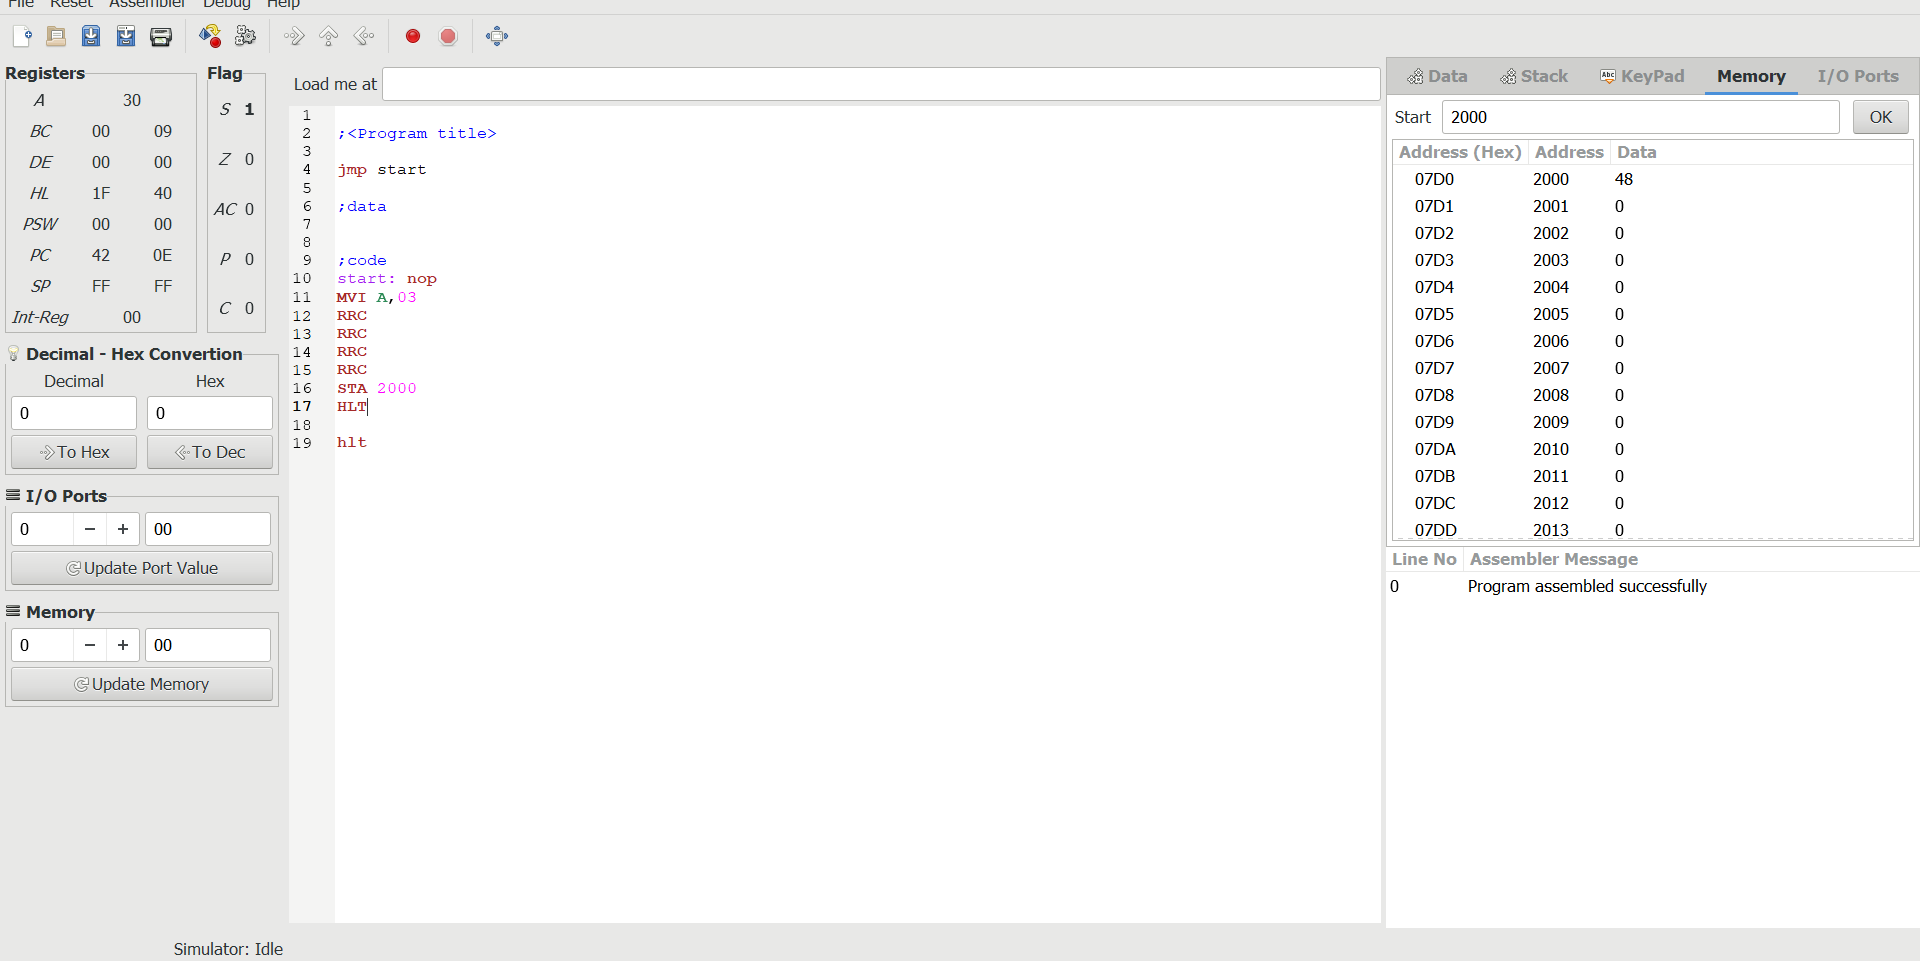 File Reset Assembler Debug Help
Registers
A 30
BC 00 09
DE 00 00
HL 1F 40
PSW 00 00
PC 42 0E
SP FF FF
Int-Reg 00
Flag
S 1
Z 0
AC 0
P 0
C 0
Decimal - Hex Convertion
Decimal Hex
0 0
To Hex To Dec
I/O Ports
0 − + 00
Update Port Value
Memory
0 − + 00
Update Memory
Load me at
1
2 ;<Program title>
3
4 jmp start
5
6 ;data
7
8
9 ;code
10 start: nop
11 MVI A,03
12 RRC
13 RRC
14 RRC
15 RRC
16 STA 2000
17 HLT
18
19 hlt
Data Stack Abc KeyPad Memory I/O Ports
Start 2000 OK
Address (Hex) Address Data
07D0 2000 48
07D1 2001 0
07D2 2002 0
07D3 2003 0
07D4 2004 0
07D5 2005 0
07D6 2006 0
07D7 2007 0
07D8 2008 0
07D9 2009 0
07DA 2010 0
07DB 2011 0
07DC 2012 0
07DD 2013 0
Line No Assembler Message
0 Program assembled successfully
Simulator: Idle